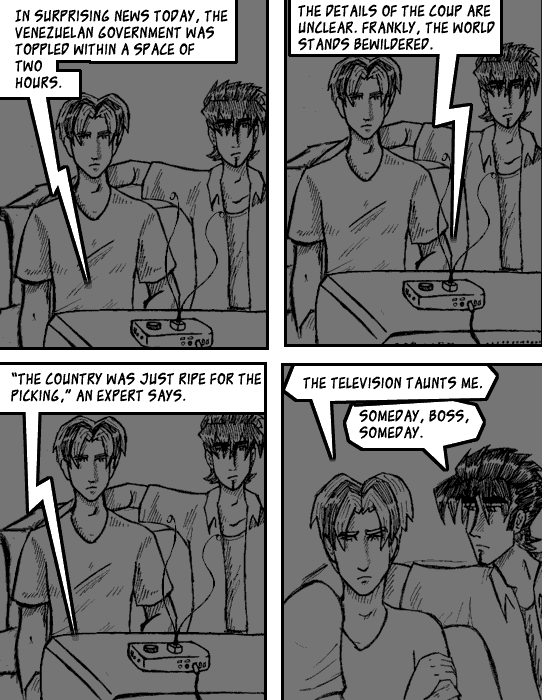 IN SURPRISING NEWS TODAY, THE
VENEZUELAN GOVERNMENT WAS
TOPPLED WITHIN A SPACE OF
TWO
HOURS.
THE DETAILS OF THE COUP ARE
UNCLEAR. FRANKLY, THE WORLD
STANDS BEWILDERED.
"THE COUNTRY WAS JUST RIPE FOR THE
PICKING," AN EXPERT SAYS.
THE TELEVISION TAUNTS ME.
SOMEDAY, BOSS,
SOMEDAY.